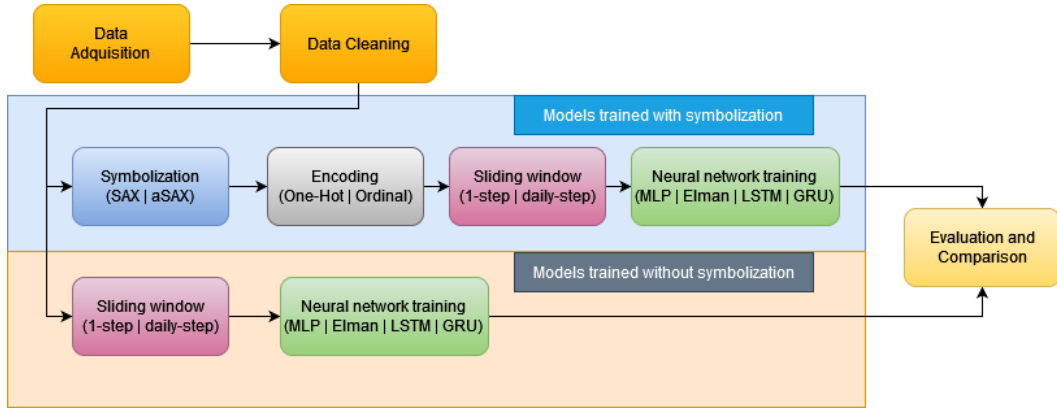 Data
Adquisition
Data Cleaning
Models trained with symbolization
Symbolization
(SAX | aSAX)
Encoding
(One-Hot | Ordinal)
Sliding window
(1-step | daily-step)
Neural network training
(MLP | Elman | LSTM | GRU)
Evaluation and
Comparison
Models trained without symbolization
Sliding window
(1-step | daily-step)
Neural network training
(MLP | Elman | LSTM | GRU)